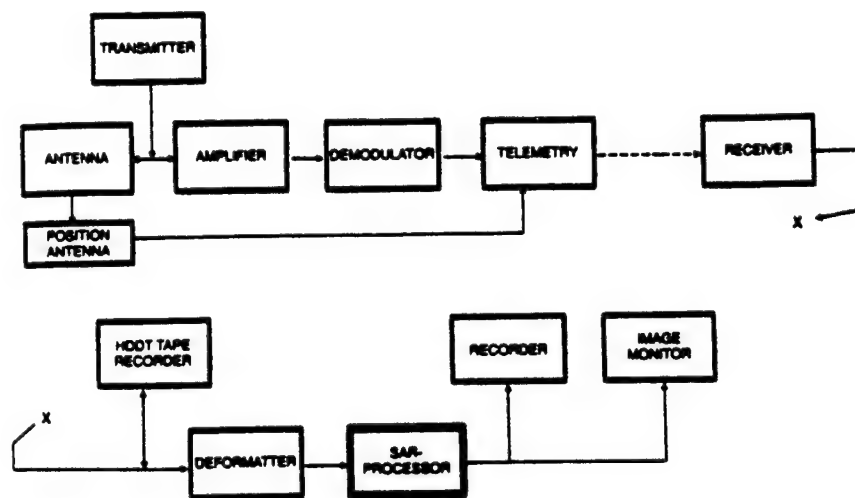 TRANSMITTER
ANTENNA
AMPLIFIER
DEMODULATOR
TELEMETRY
RECEIVER
POSITION
ANTENNA
X
HDDT TAPE
RECORDER
RECORDER
IMAGE
MONITOR
X
DEFORMATTER
SAR-
PROCESSOR